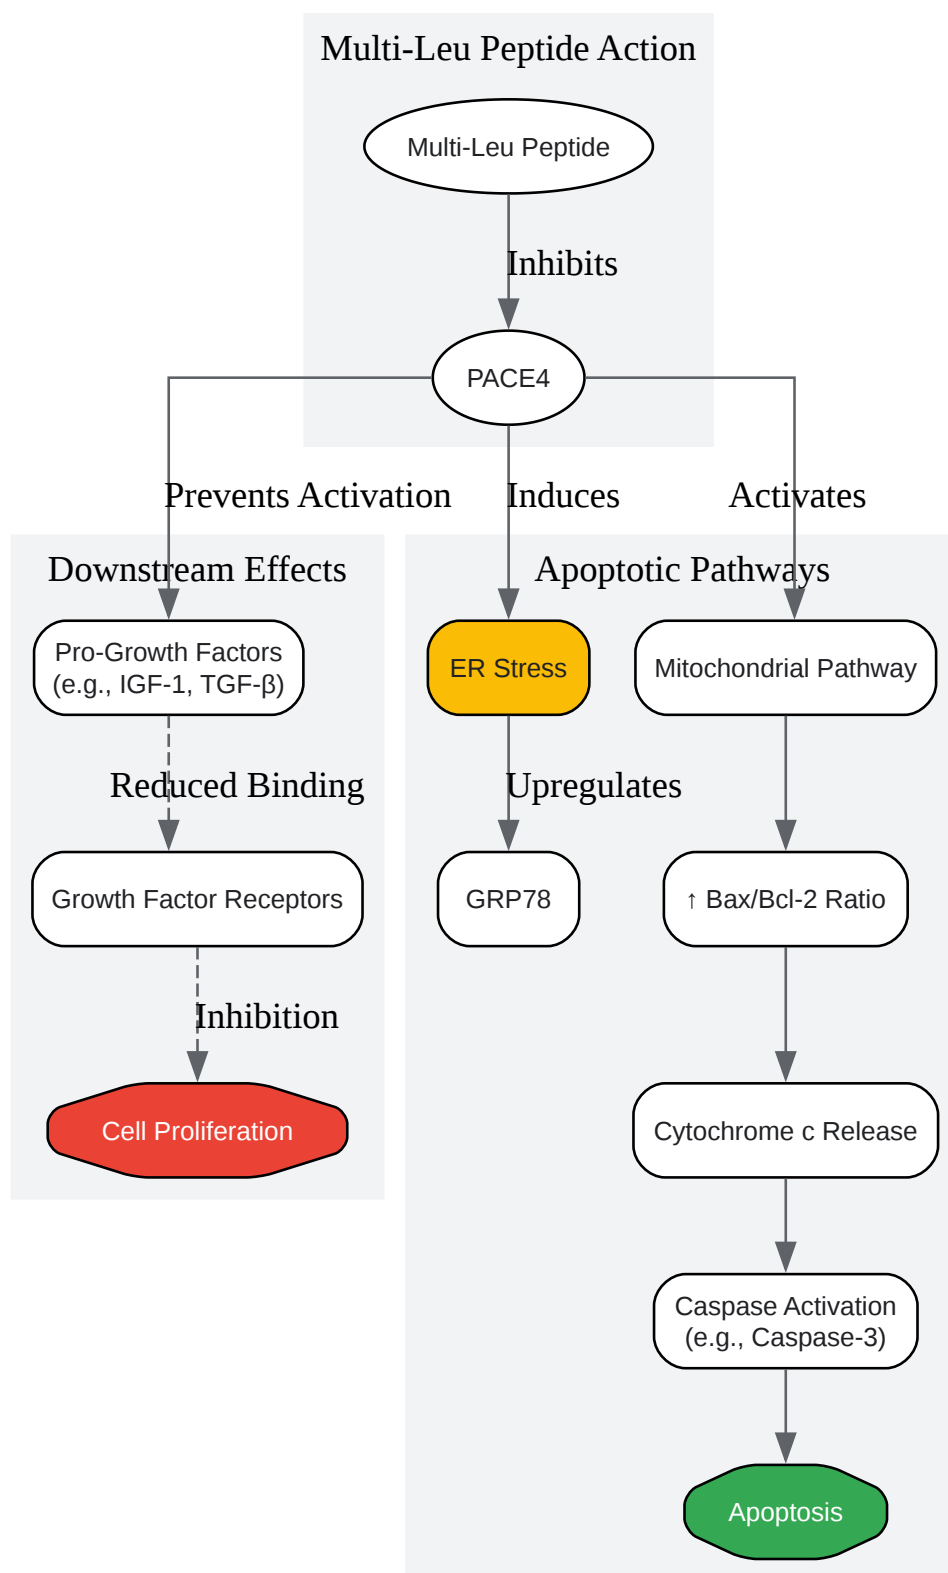 Multi-Leu Peptide Action
Multi-Leu Peptide
Inhibits
PACE4
Prevents Activation
Induces
Activates
Downstream Effects
Apoptotic Pathways
Pro-Growth Factors
(e.g., IGF-1, TGF-β)
ER Stress
Mitochondrial Pathway
Reduced Binding
Upregulates
Growth Factor Receptors
GRP78
↑ Bax/Bcl-2 Ratio
Inhibition
Cell Proliferation
Cytochrome c Release
Caspase Activation
(e.g., Caspase-3)
Apoptosis